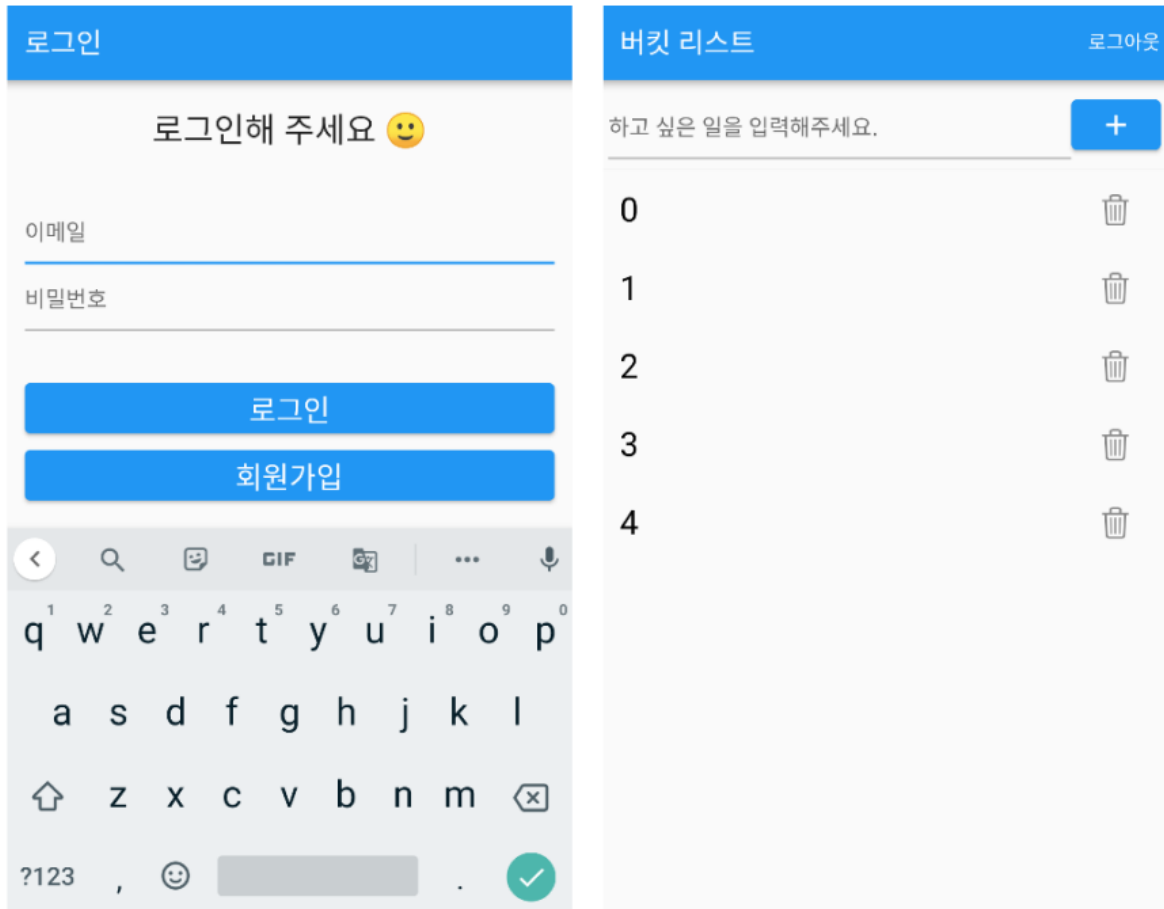 로그인
로그인해 주세요 🙂
이메일
비밀번호
로그인
회원가입
GIF
1 2 3 4 5 6 7 8 9 0
q w e r t y u i o p
a s d f g h j k l
z x c v b n m
?123 , .
버킷 리스트 로그아웃
하고 싶은 일을 입력해주세요. +
0
1
2
3
4